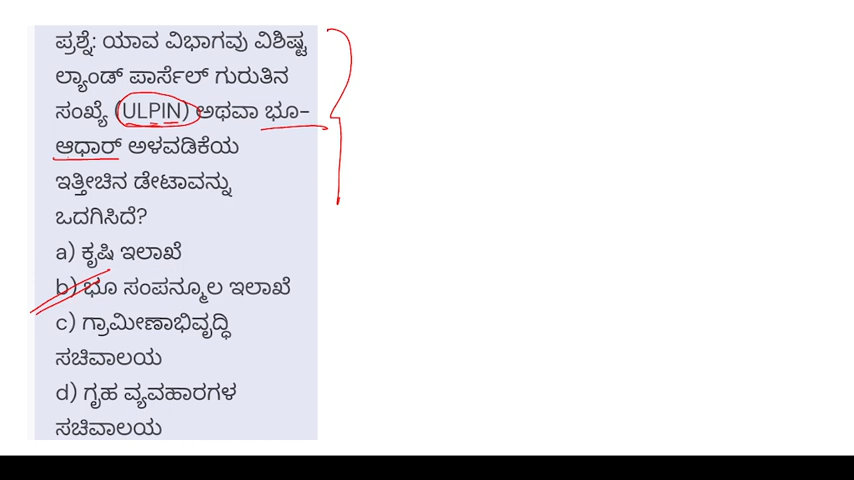 ಪ್ರಶ್ನೆ: ಯಾವ ವಿಭಾಗವು ವಿಶಿಷ್ಟ
ಲ್ಯಾಂಡ್ ಪಾರ್ಸೆಲ್ ಗುರುತಿನ
ಸಂಖ್ಯೆ (ULPIN) ಅಥವಾ ಭೂ-
ಆಧಾರ್ ಅಳವಡಿಕೆಯ
ಇತ್ತೀಚಿನ ಡೇಟಾವನ್ನು
ಒದಗಿಸಿದೆ?
a) ಕೃಷಿ ಇಲಾಖೆ
b) ಭೂ ಸಂಪನ್ಮೂಲ ಇಲಾಖೆ
c) ಗ್ರಾಮೀಣಾಭಿವೃದ್ಧಿ
ಸಚಿವಾಲಯ
d) ಗೃಹ ವ್ಯವಹಾರಗಳ
ಸಚಿವಾಲಯ